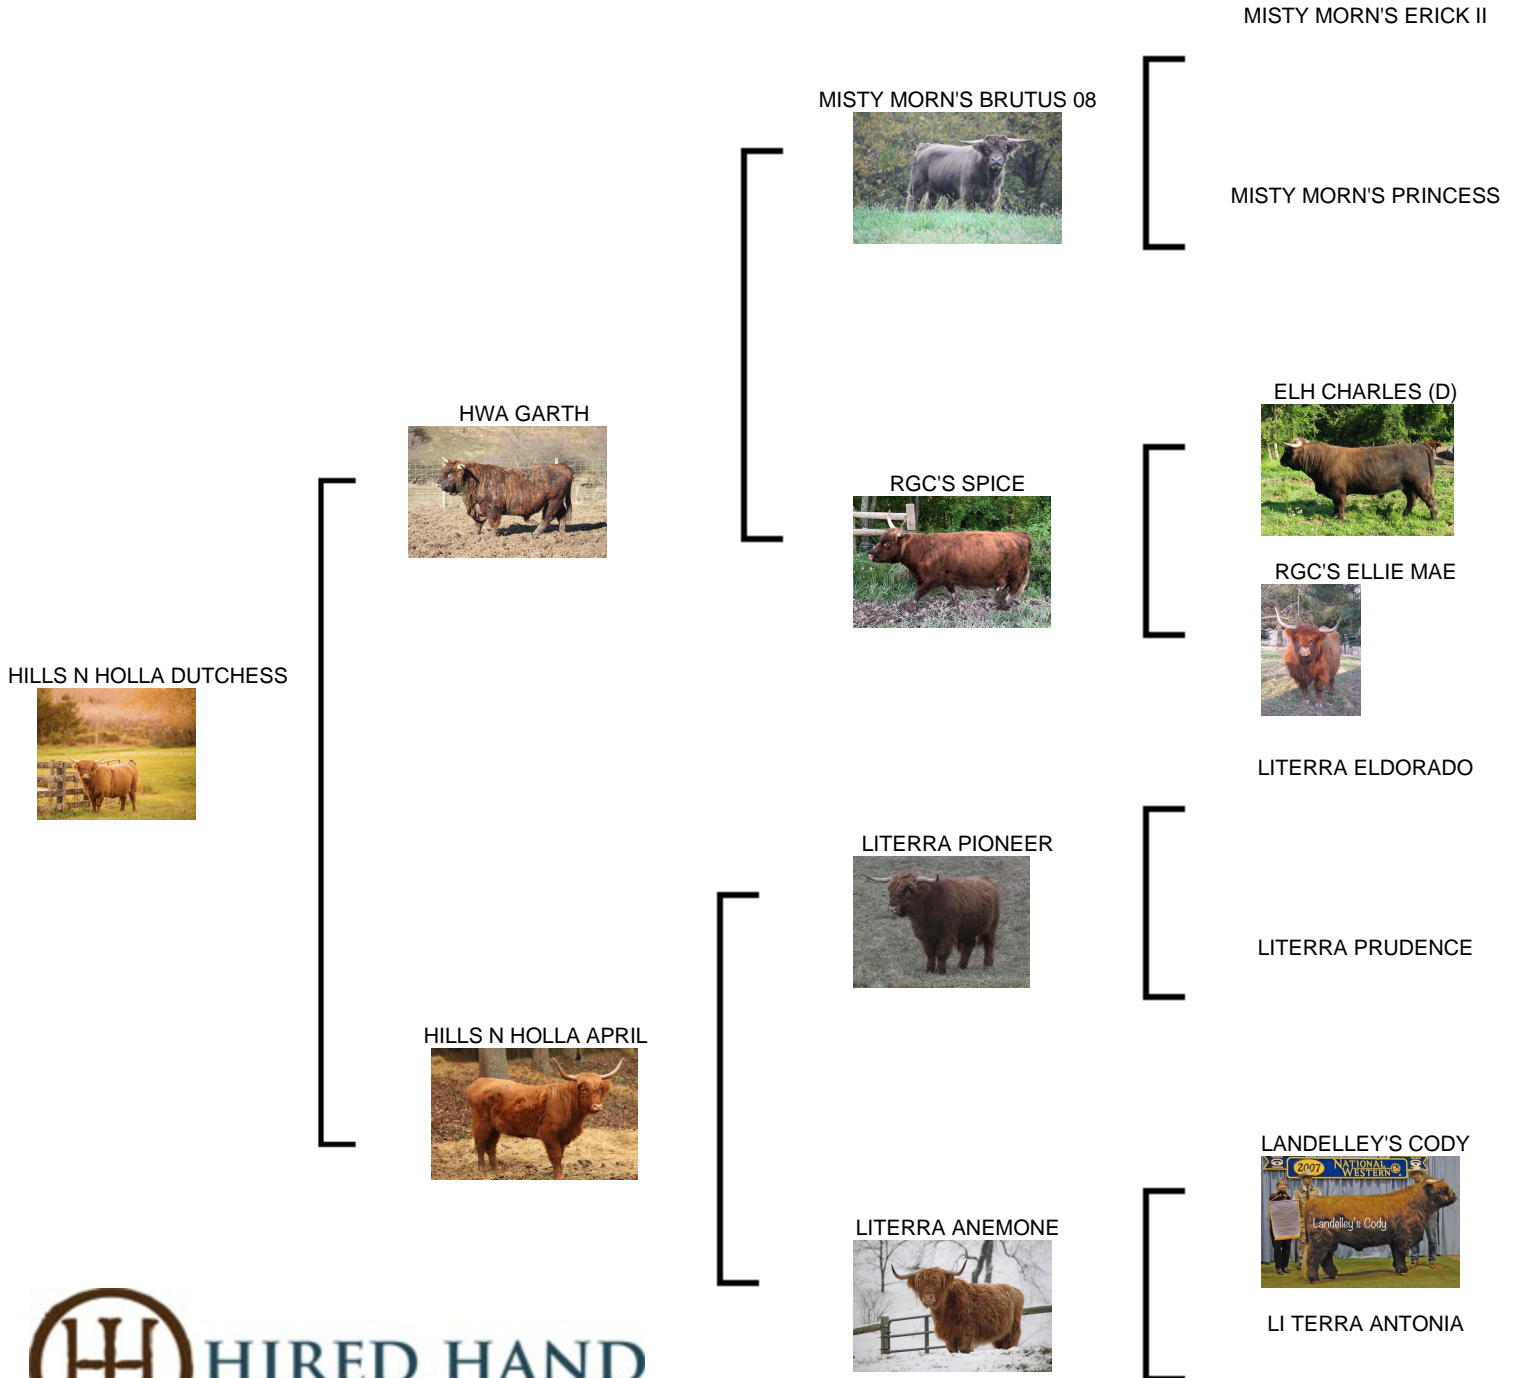 MISTY MORN'S ERICK II
MISTY MORN'S BRUTUS 08
MISTY MORN'S PRINCESS
ELH CHARLES (D)
HWA GARTH
RGC'S SPICE
RGC'S ELLIE MAE
HILLS N HOLLA DUTCHESS
LITERRA ELDORADO
LITERRA PIONEER
LITERRA PRUDENCE
HILLS N HOLLA APRIL
LANDELLEY'S CODY
2007 NATIONAL WESTERN
Landelley's Cody
LITERRA ANEMONE
LI TERRA ANTONIA
HIRED HAND